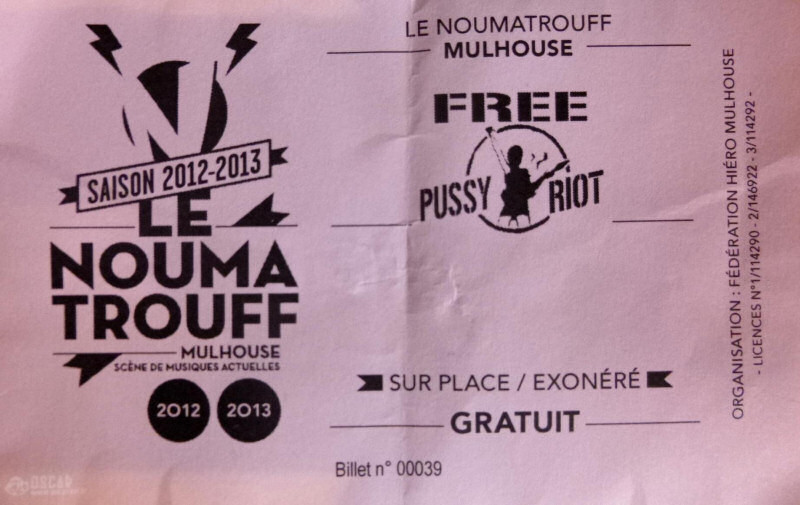 N
SAISON 2012-2013
LE
NOUMA
TROUFF
MULHOUSE
SCÈNE DE MUSIQUES ACTUELLES
2012 2013
LE NOUMATROUFF
MULHOUSE
FREE
PUSSY RIOT
SUR PLACE / EXONÉRÉ
GRATUIT
Billet n° 00039
ORGANISATION : FÉDÉRATION HIÉRO MULHOUSE
- LICENCES N°1/114290 - 2/146922 - 3/114292 -
OSCAR